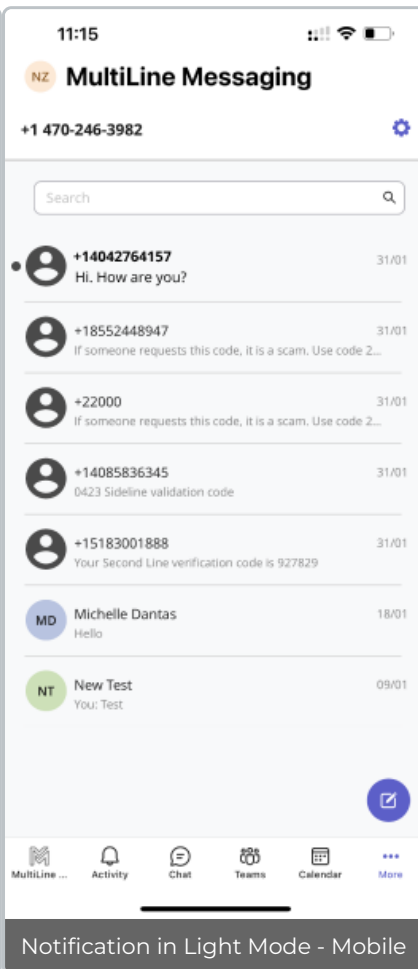 11:15
NZ MultiLine Messaging
+1 470-246-3982
Search
+14042764157 31/01
Hi. How are you?
+18552448947 31/01
If someone requests this code, it is a scam. Use code 2...
+22000 31/01
If someone requests this code, it is a scam. Use code 2...
+14085836345 31/01
0423 Sideline validation code
+15183001888 31/01
Your Second Line verification code is 927829
MD Michelle Dantas 18/01
Hello
NT New Test 09/01
You: Test
MultiLine ... Activity Chat Teams Calendar More
Notification in Light Mode - Mobile